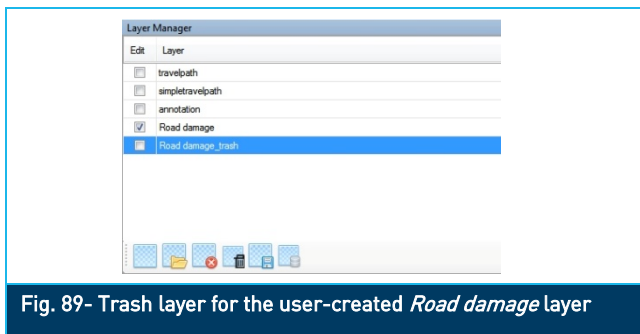 Layer Manager
Edit Layer
travelpath
simpletravelpath
annotation
Road damage
Road damage_trash
Fig. 89- Trash layer for the user-created Road damage layer